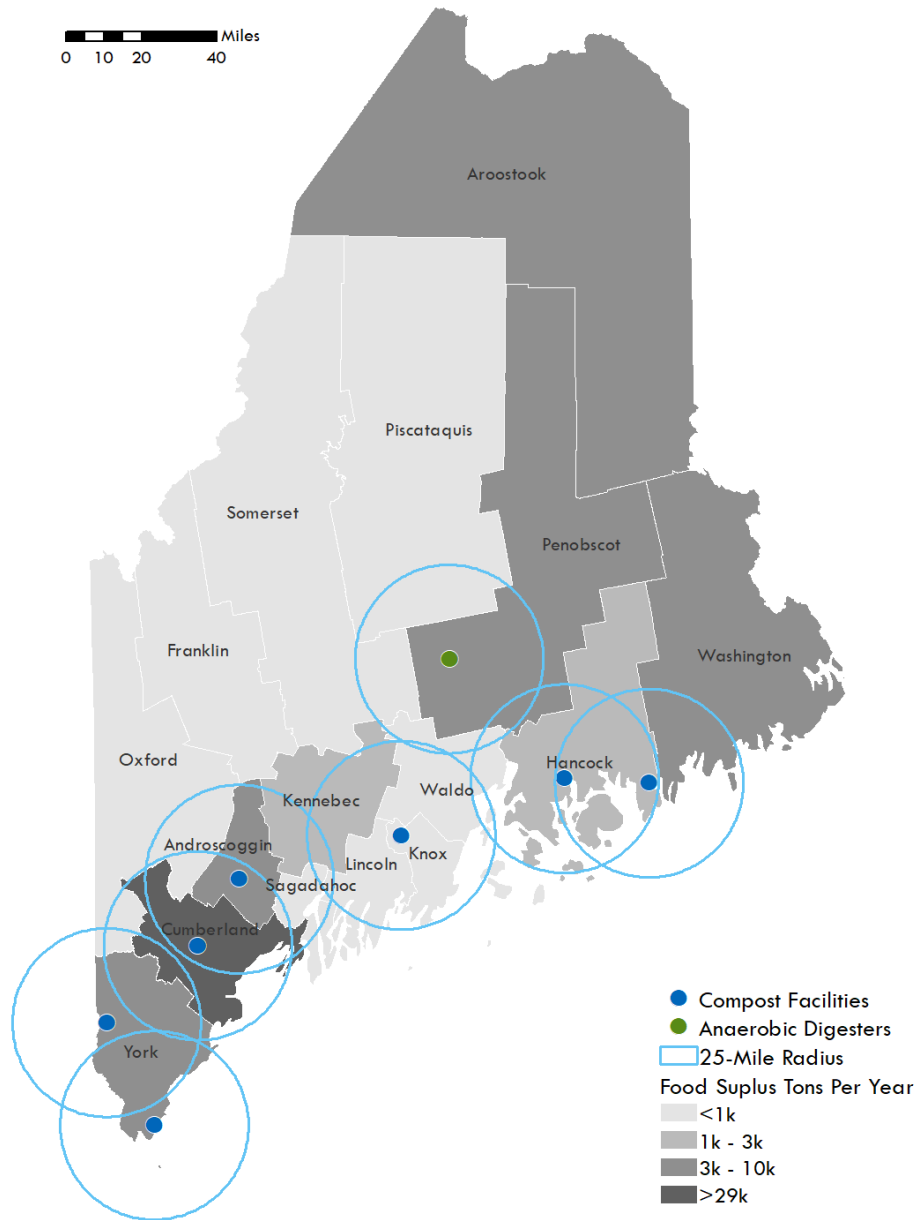 Miles
0 10 20 40
Aroostook
Piscataquis
Somerset
Penobscot
Franklin
Washington
Oxford
Hancock
Waldo
Kennebec
Androscoggin
Knox
Lincoln
Sagadahoc
Cumberland
York
Compost Facilities
Anaerobic Digesters
25-Mile Radius
Food Suplus Tons Per Year
<1k
1k - 3k
3k - 10k
>29k